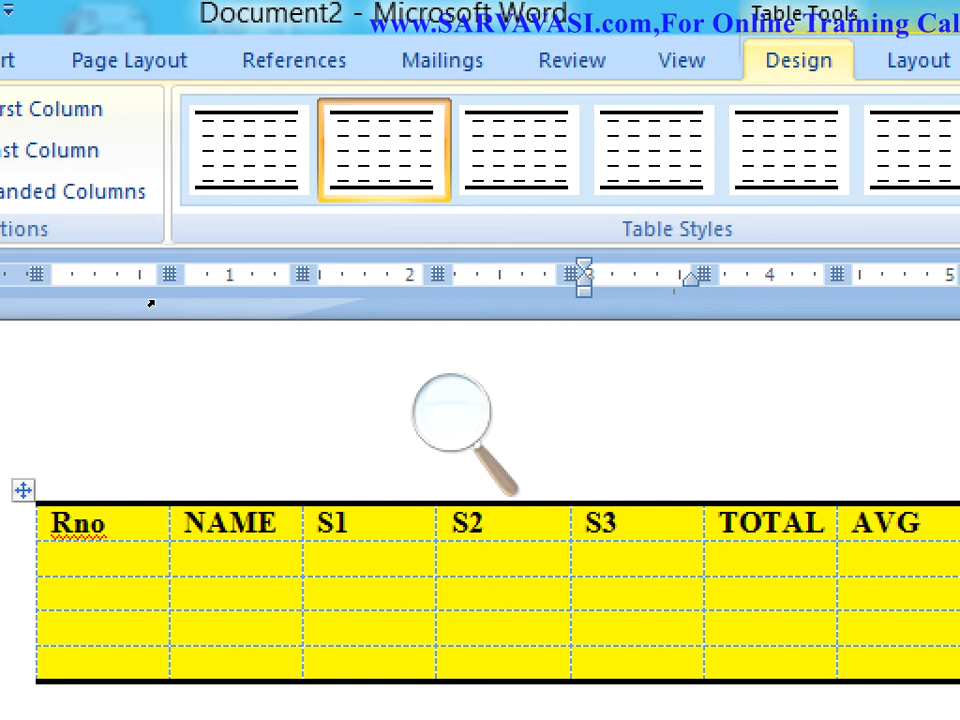 Document2 - Microsoft Word
Table Tools
www.SARVAVASI.com,For Online Training Cal
rt Page Layout References Mailings Review View Design Layout
rst Column
ast Column
anded Columns
tions
Table Styles
1 2 3 4 5
Rno NAME S1 S2 S3 TOTAL AVG